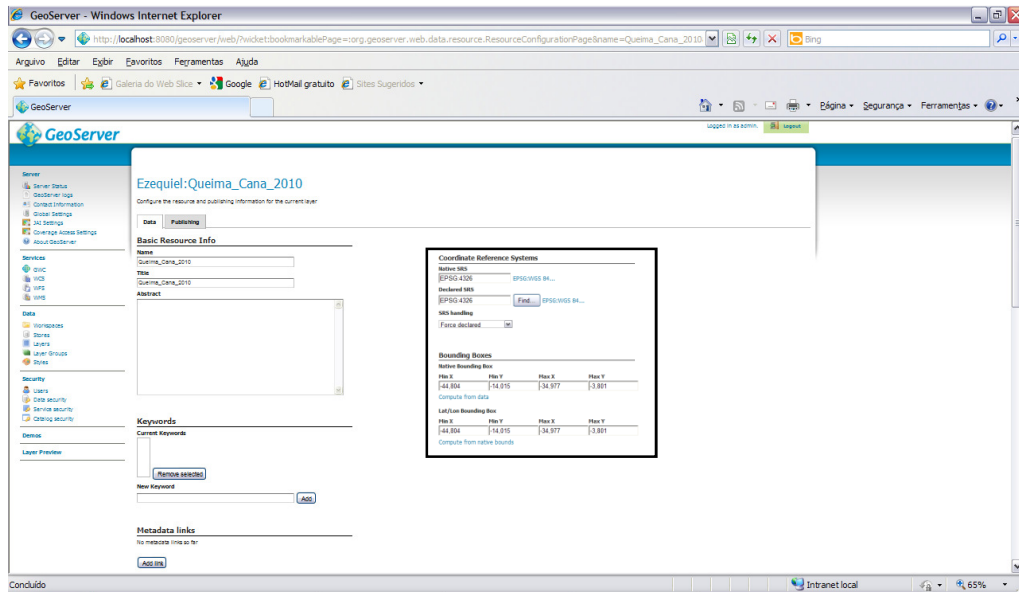 GeoServer - Windows Internet Explorer
http://localhost:8080/geoserver/web/?wicket:bookmarkablePage=:org.geoserver.web.data.resource.ResourceConfigurationPage&name=Queima_Cana_2010
Bing
Arquivo Editar Exibir Favoritos Ferramentas Ajuda
Favoritos Galeria do Web Slice Google HotMail gratuito Sites Sugeridos
GeoServer
Página Segurança Ferramentas
GeoServer
Logged in as admin. Logout
Server
Server Status
GeoServer logs
Contact Information
Global Settings
JAI Settings
Coverage Access Settings
About GeoServer
Services
GWC
WCS
WFS
WMS
Data
Workspaces
Stores
Layers
Layer Groups
Styles
Security
Users
Data security
Service security
Catalog security
Demos
Layer Preview
Ezequiel:Queima_Cana_2010
Configure the resource and publishing information for the current layer
Data Publishing
Basic Resource Info
Name
Queima_Cana_2010
Title
Queima_Cana_2010
Abstract
Keywords
Current Keywords
Remove selected
New Keyword
Add
Metadata links
No metadata links so far
Add link
Coordinate Reference Systems
Native SRS
EPSG:4326 EPSG:WGS 84...
Declared SRS
EPSG:4326 Find... EPSG:WGS 84...
SRS handling
Force declared
Bounding Boxes
Native Bounding Box
Min X Min Y Max X Max Y
-44,804 -14,015 -34,977 -3,801
Compute from data
Lat/Lon Bounding Box
Min X Min Y Max X Max Y
-44,804 -14,015 -34,977 -3,801
Compute from native bounds
Concluído
Intranet local
65%